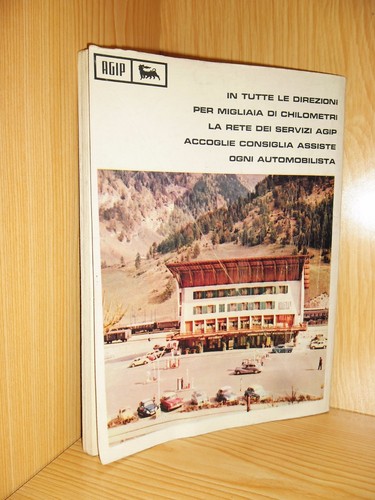 AGIP
IN TUTTE LE DIREZIONI
PER MIGLIAIA DI CHILOMETRI
LA RETE DEI SERVIZI AGIP
ACCOGLIE CONSIGLIA ASSISTE
OGNI AUTOMOBILISTA